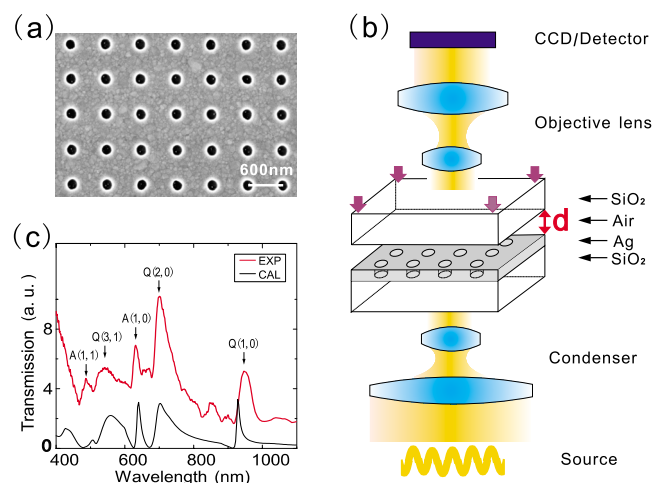 (a)
600nm
(b)
CCD/Detector
Objective lens
SiO₂
Air
d
Ag
SiO₂
Condenser
Source
(c)
EXP
CAL
Q(2,0)
A(1,0)
Q(3,1)
A(1,1)
Q(1,0)
Transmission (a. u.)
8
4
0
400 600 800 1000
Wavelength (nm)